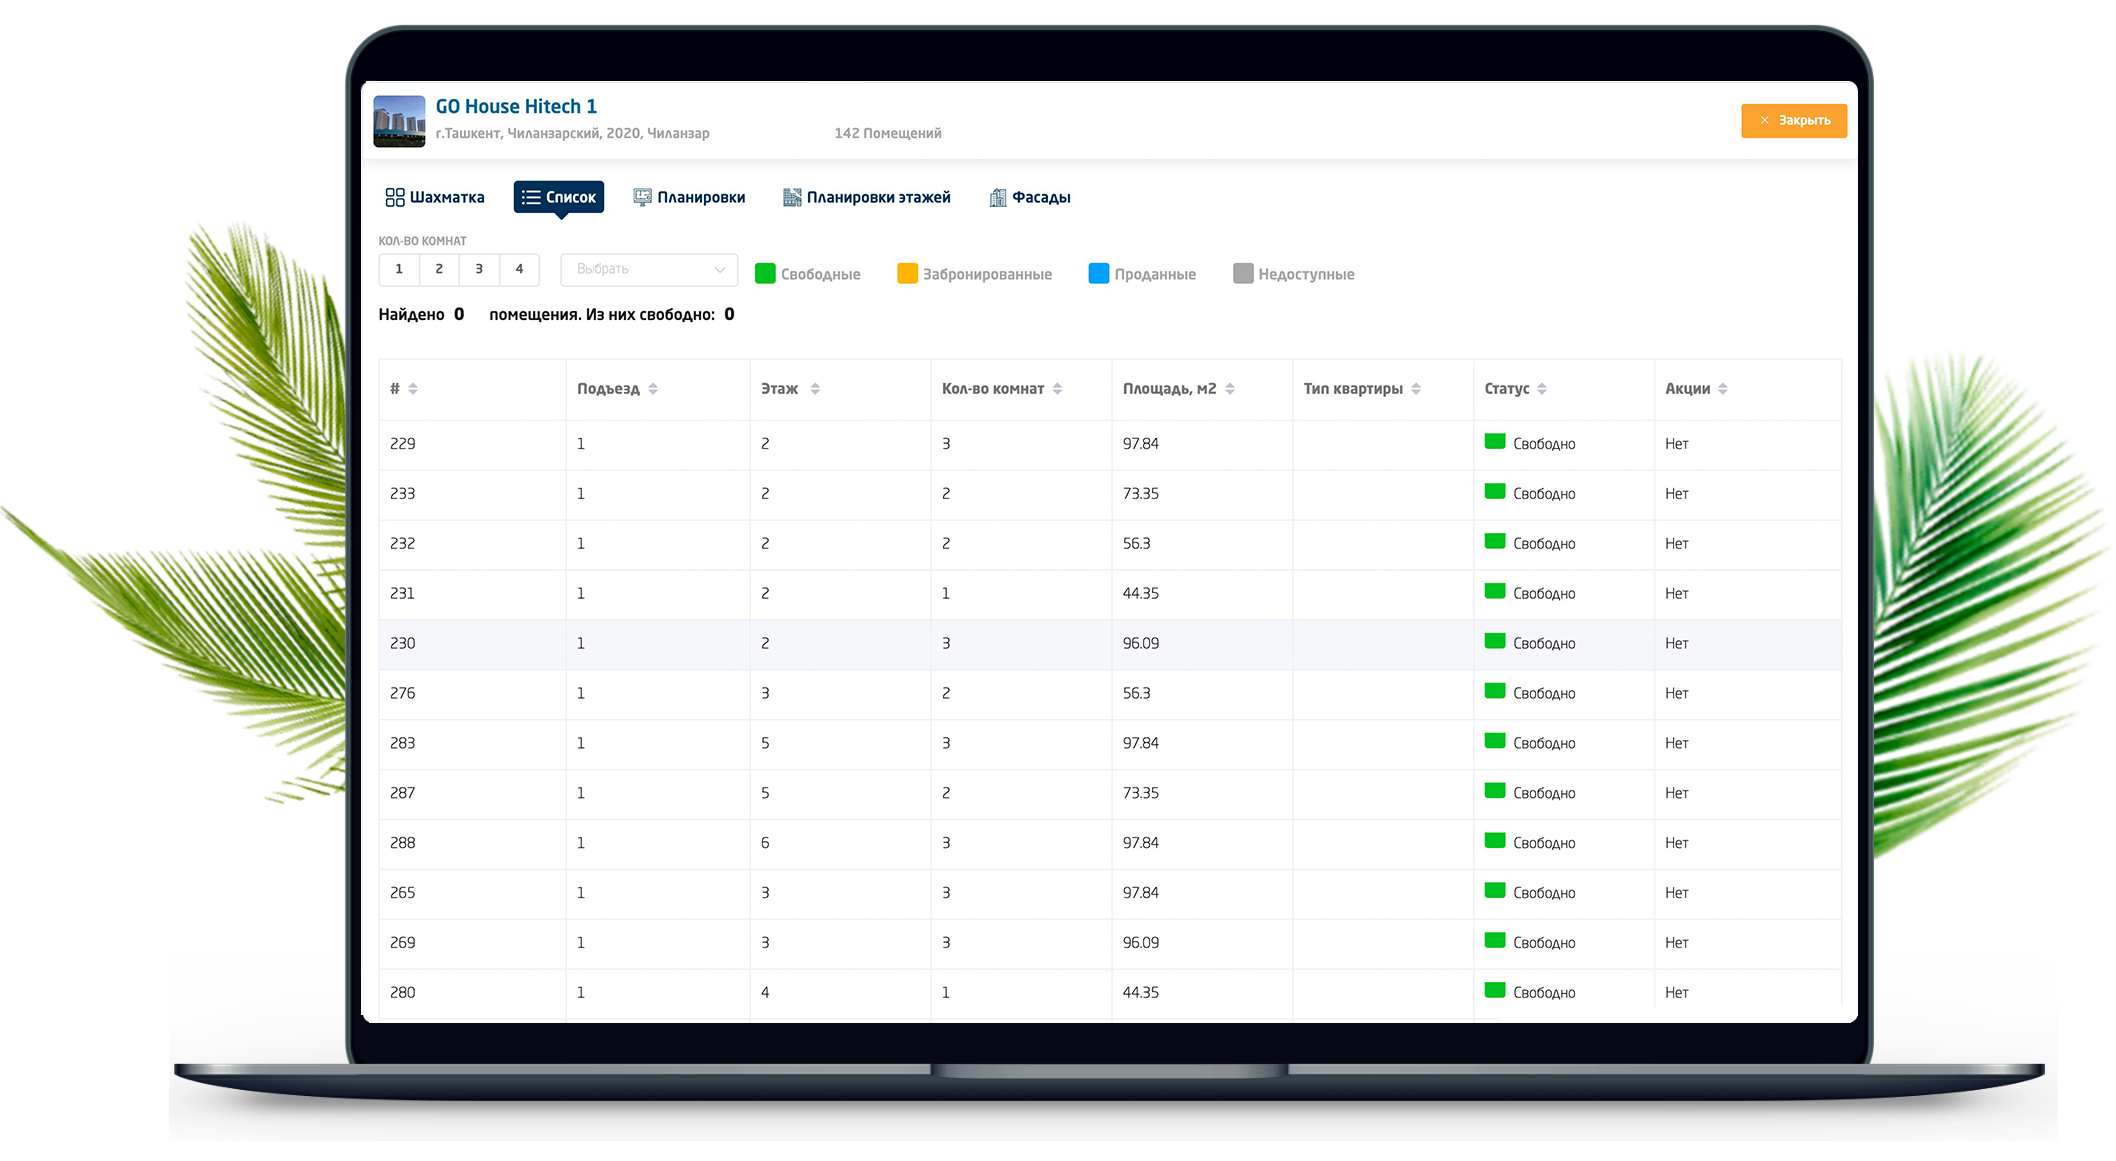 GO House Hitech 1
г.Ташкент, Чиланзарский, 2020, Чиланзар 142 Помещений
× Закрыть
Шахматка Список Планировки Планировки этажей Фасады
КОЛ-ВО КОМНАТ
1 2 3 4 Выбрать Свободные Забронированные Проданные Недоступные
Найдено 0 помещения. Из них свободно: 0
# Подъезд Этаж Кол-во комнат Площадь, м2 Тип квартиры Статус Акции
229 1 2 3 97.84 Свободно Нет
233 1 2 2 73.35 Свободно Нет
232 1 2 2 56.3 Свободно Нет
231 1 2 1 44.35 Свободно Нет
230 1 2 3 96.09 Свободно Нет
276 1 3 2 56.3 Свободно Нет
283 1 5 3 97.84 Свободно Нет
287 1 5 2 73.35 Свободно Нет
288 1 6 3 97.84 Свободно Нет
265 1 3 3 97.84 Свободно Нет
269 1 3 3 96.09 Свободно Нет
280 1 4 1 44.35 Свободно Нет